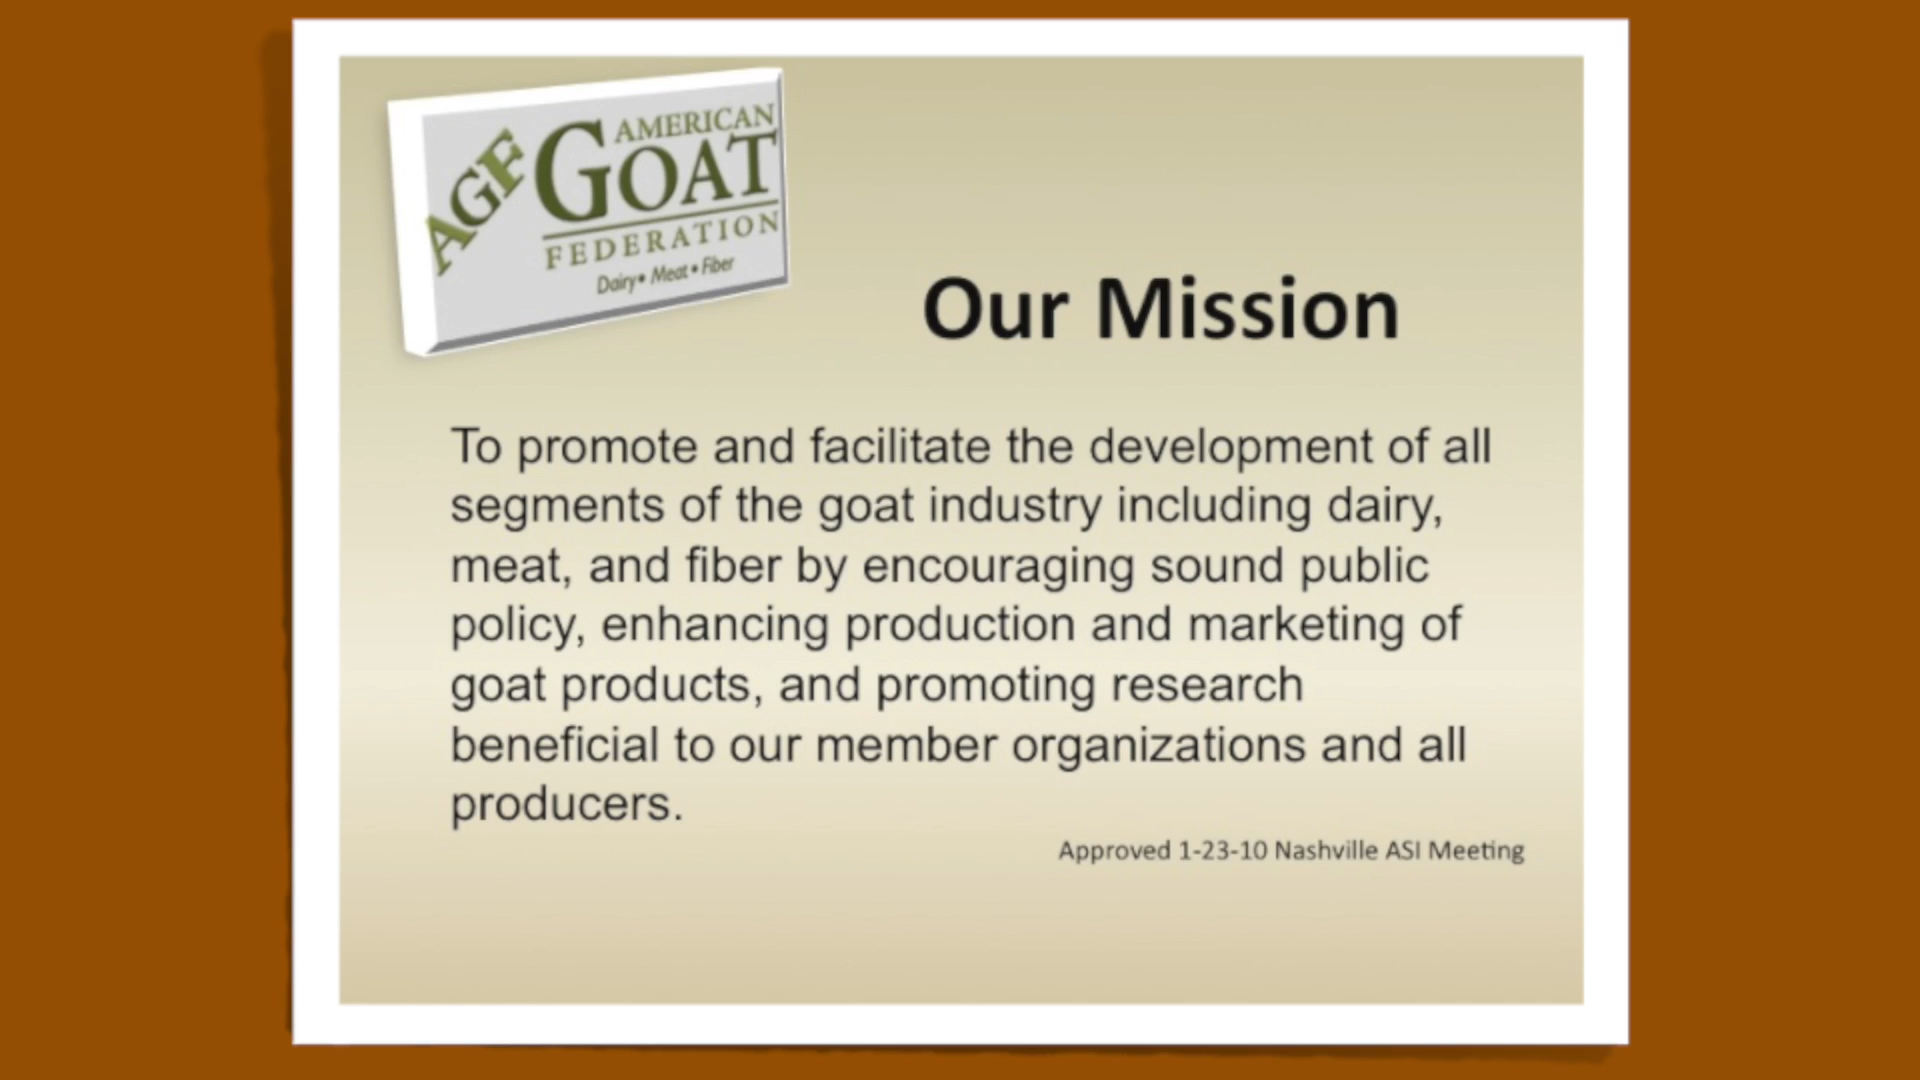 AGF
AMERICAN
GOAT
FEDERATION
Dairy• Meat • Fiber
Our Mission
To promote and facilitate the development of all
segments of the goat industry including dairy,
meat, and fiber by encouraging sound public
policy, enhancing production and marketing of
goat products, and promoting research
beneficial to our member organizations and all
producers.
Approved 1-23-10 Nashville ASI Meeting